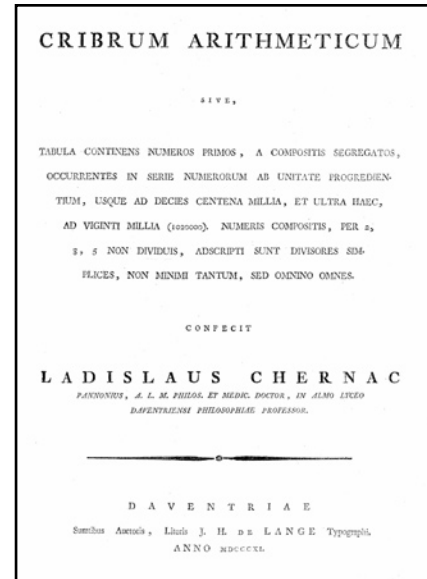 CRIBRUM ARITHMETICUM
SIVE,
TABULA CONTINENS NUMEROS PRIMOS, A COMPOSITIS SEGREGATOS,
OCCURRENTES IN SERIE NUMERORUM AB UNITATE PROGREDIEN-
TIUM, USQUE AD DECIES CENTENA MILLIA, ET ULTRA HAEC,
AD VIGINTI MILLIA (1020000). NUMERIS COMPOSITIS, PER 2,
3, 5 NON DIVIDUIS, ADSCRIPTI SUNT DIVISORES SIM-
PLICES, NON MINIMI TANTUM, SED OMNINO OMNES.
CONFECIT
LADISLAUS CHERNAC
PANNONIUS, A. L. M. PHILOS. ET MEDIC. DOCTOR, IN ALMO LYCEO
DAVENTRIENSI PHILOSOPHIAE PROFESSOR.
DAVENTRIAE
Sumtibus Auctoris, Literis J. H. DE LANGE Typographi.
ANNO MDCCCXI.